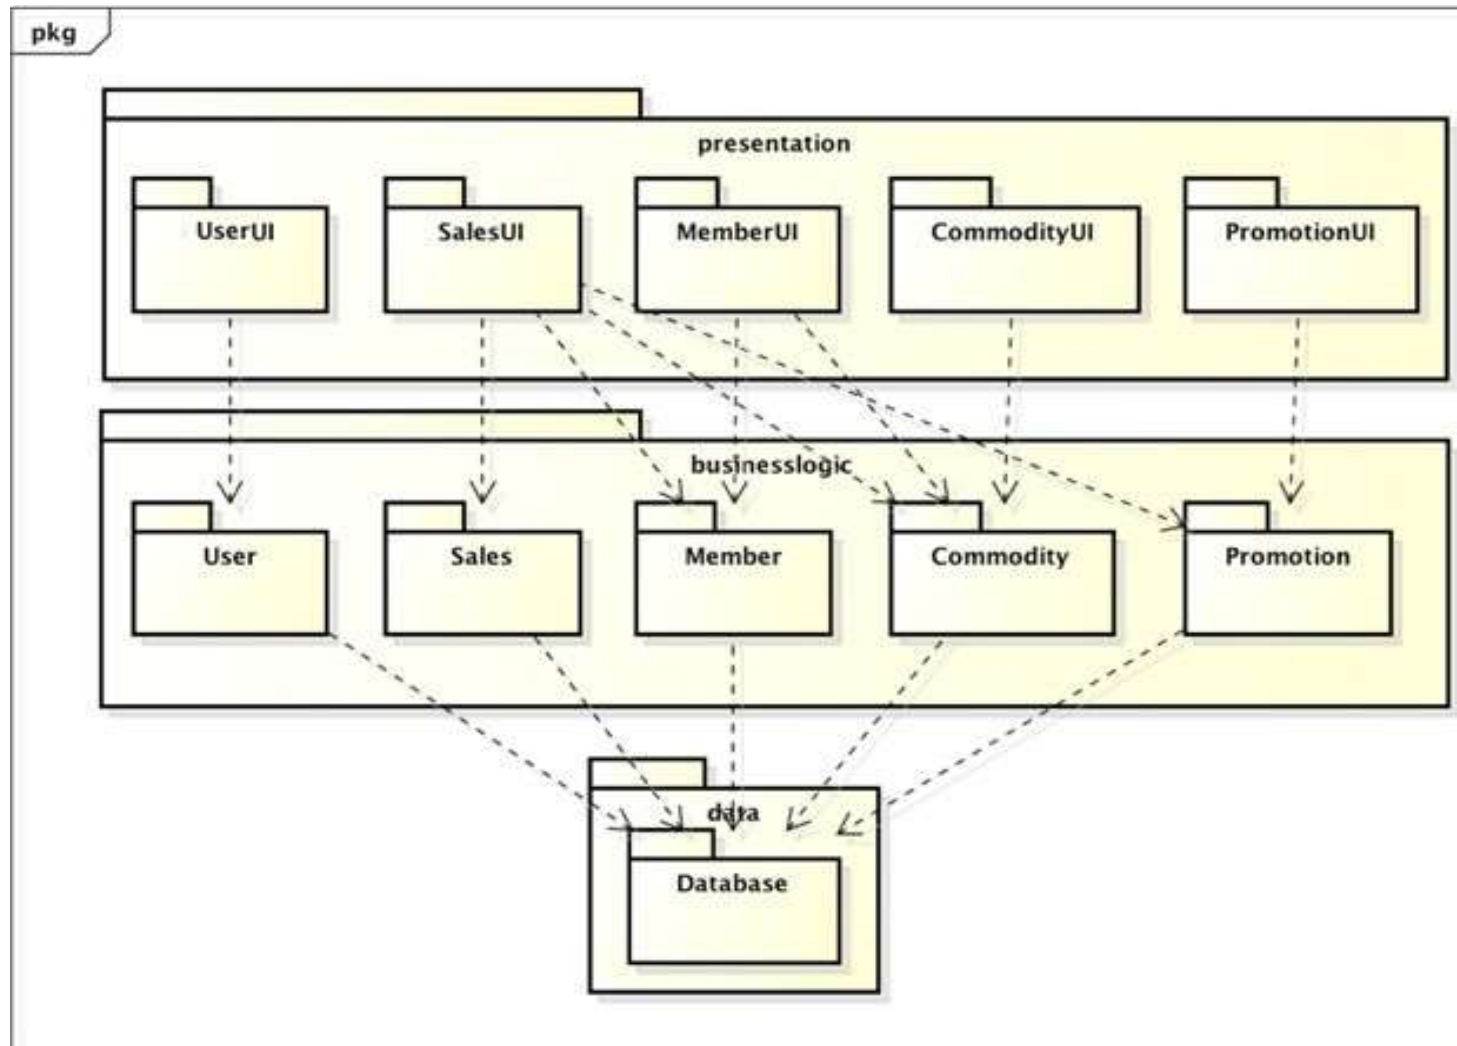 pkg
presentation
UserUI
SalesUI
MemberUI
CommodityUI
PromotionUI
businesslogic
User
Sales
Member
Commodity
Promotion
data
Database